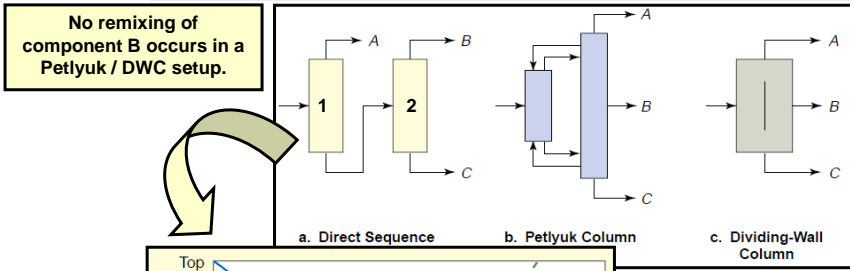 No remixing of
component B occurs in a
Petlyuk / DWC setup.
A
B
1
2
C
a. Direct Sequence
A
B
C
b. Petlyuk Column
A
B
C
c. Dividing-Wall
Column
Top